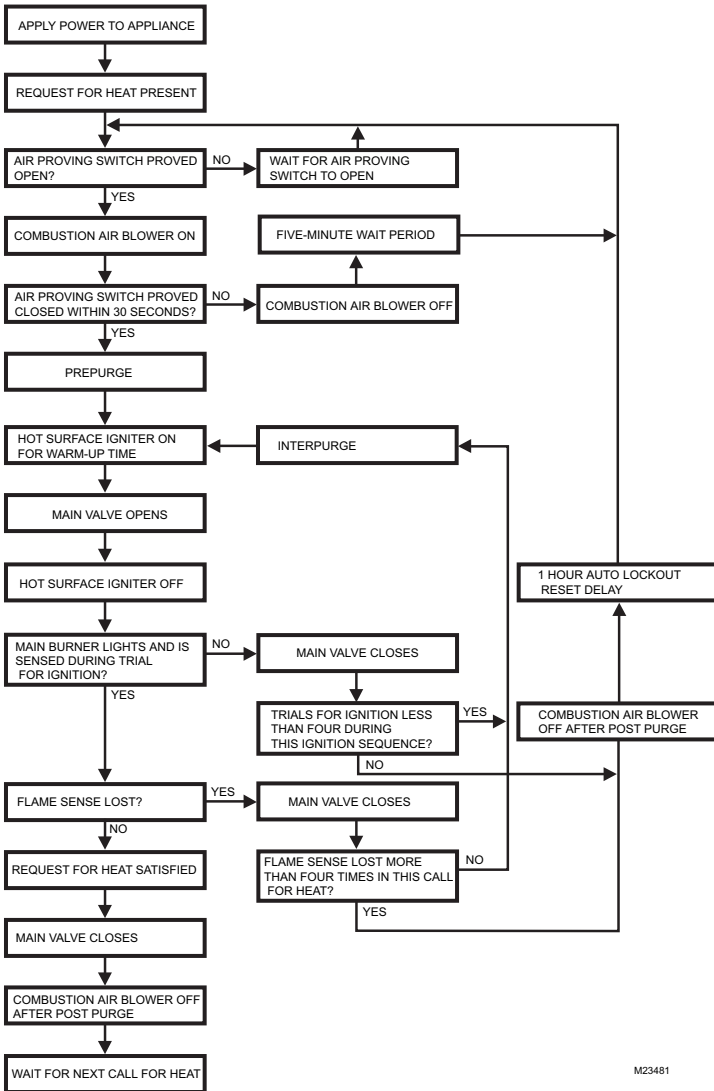 APPLY POWER TO APPLIANCE
REQUEST FOR HEAT PRESENT
AIR PROVING SWITCH PROVED
OPEN?
NO
WAIT FOR AIR PROVING
SWITCH TO OPEN
YES
COMBUSTION AIR BLOWER ON
FIVE-MINUTE WAIT PERIOD
AIR PROVING SWITCH PROVED
CLOSED WITHIN 30 SECONDS?
NO
COMBUSTION AIR BLOWER OFF
YES
PREPURGE
HOT SURFACE IGNITER ON
FOR WARM-UP TIME
INTERPURGE
MAIN VALVE OPENS
HOT SURFACE IGNITER OFF
1 HOUR AUTO LOCKOUT
RESET DELAY
MAIN BURNER LIGHTS AND IS
SENSED DURING TRIAL
FOR IGNITION?
NO
MAIN VALVE CLOSES
YES
TRIALS FOR IGNITION LESS
THAN FOUR DURING
THIS IGNITION SEQUENCE?
YES
NO
COMBUSTION AIR BLOWER
OFF AFTER POST PURGE
FLAME SENSE LOST?
YES
MAIN VALVE CLOSES
NO
REQUEST FOR HEAT SATISFIED
FLAME SENSE LOST MORE
THAN FOUR TIMES IN THIS CALL
FOR HEAT?
NO
YES
MAIN VALVE CLOSES
COMBUSTION AIR BLOWER OFF
AFTER POST PURGE
WAIT FOR NEXT CALL FOR HEAT
M23481